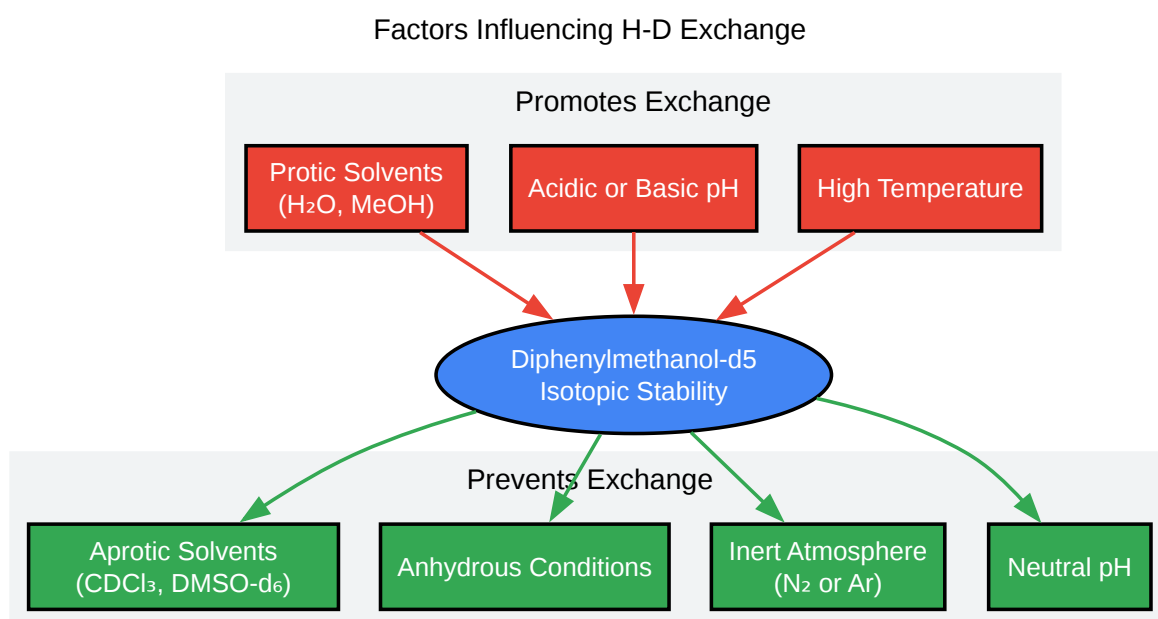 Factors Influencing H-D Exchange
Promotes Exchange
Protic Solvents
(H₂O, MeOH)
Acidic or Basic pH
High Temperature
Diphenylmethanol-d5
Isotopic Stability
Prevents Exchange
Aprotic Solvents
(CDCl₃, DMSO-d₆)
Anhydrous Conditions
Inert Atmosphere
(N₂ or Ar)
Neutral pH